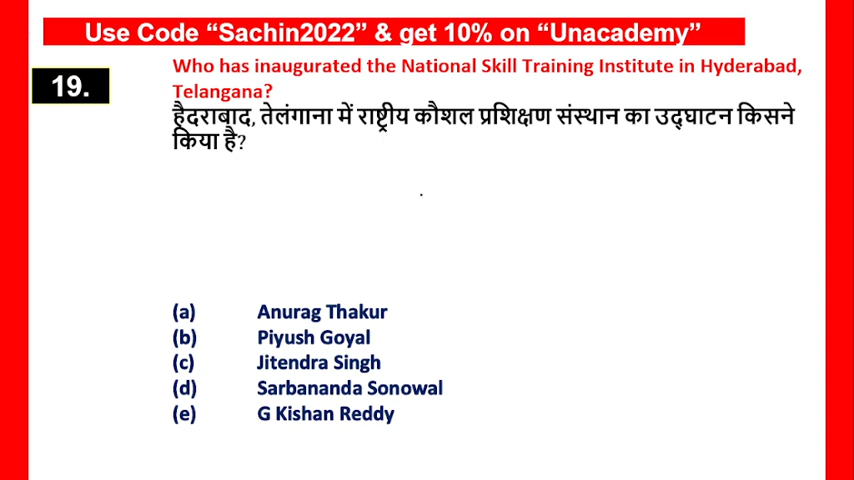 Use Code “Sachin2022” & get 10% on “Unacademy”
19.
Who has inaugurated the National Skill Training Institute in Hyderabad,
Telangana?
हैदराबाद, तेलंगाना में राष्ट्रीय कौशल प्रशिक्षण संस्थान का उद्घाटन किसने
किया है?
(a) Anurag Thakur
(b) Piyush Goyal
(c) Jitendra Singh
(d) Sarbananda Sonowal
(e) G Kishan Reddy